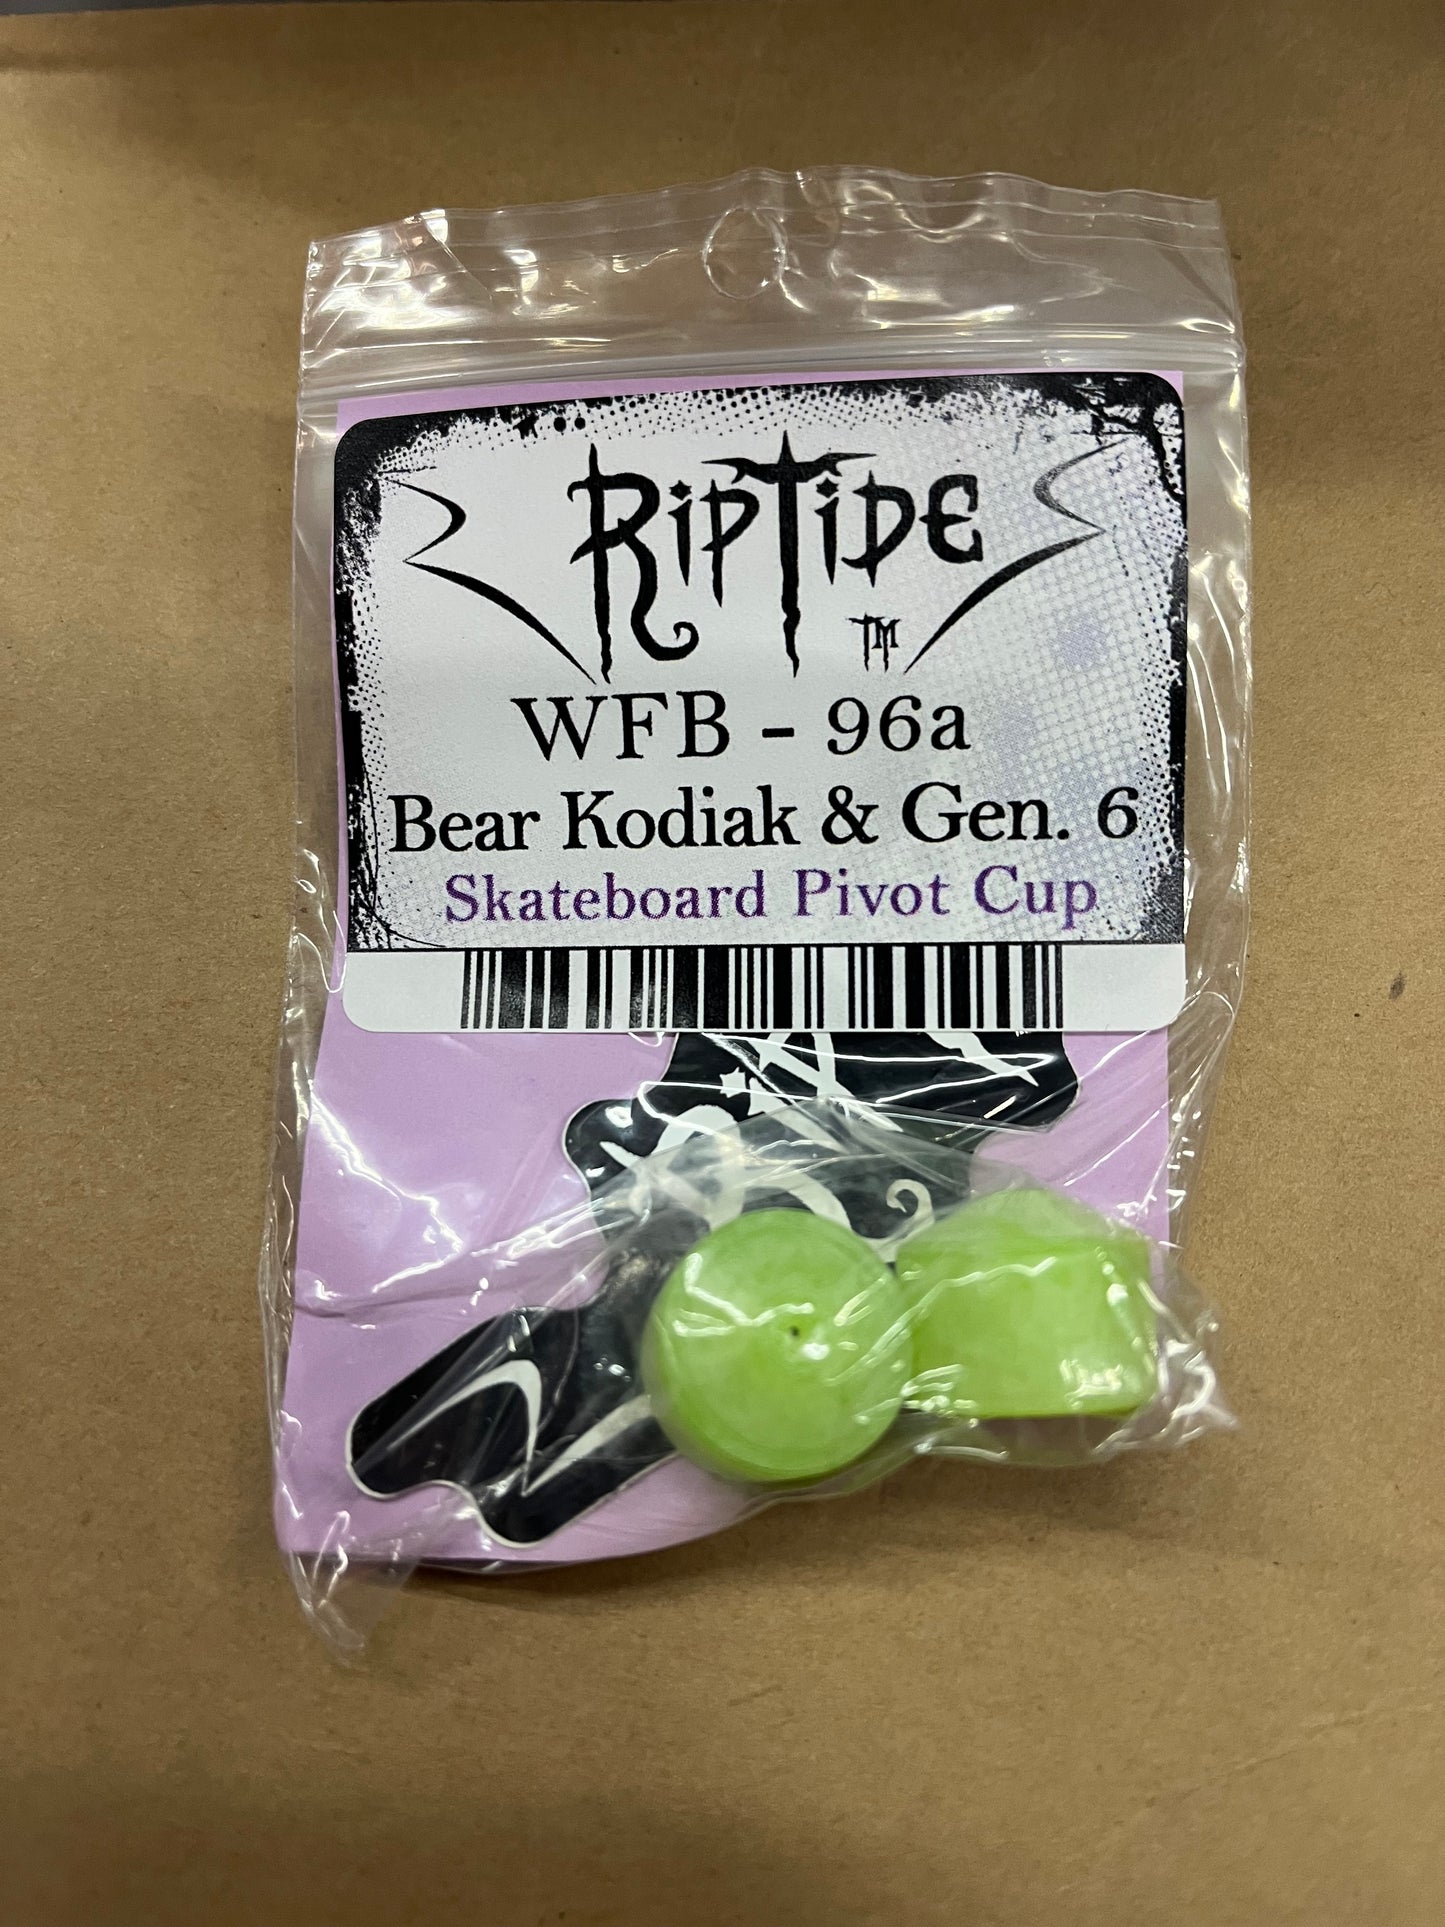 RipTide
TM
WFB - 96a
Bear Kodiak & Gen. 6
Skateboard Pivot Cup